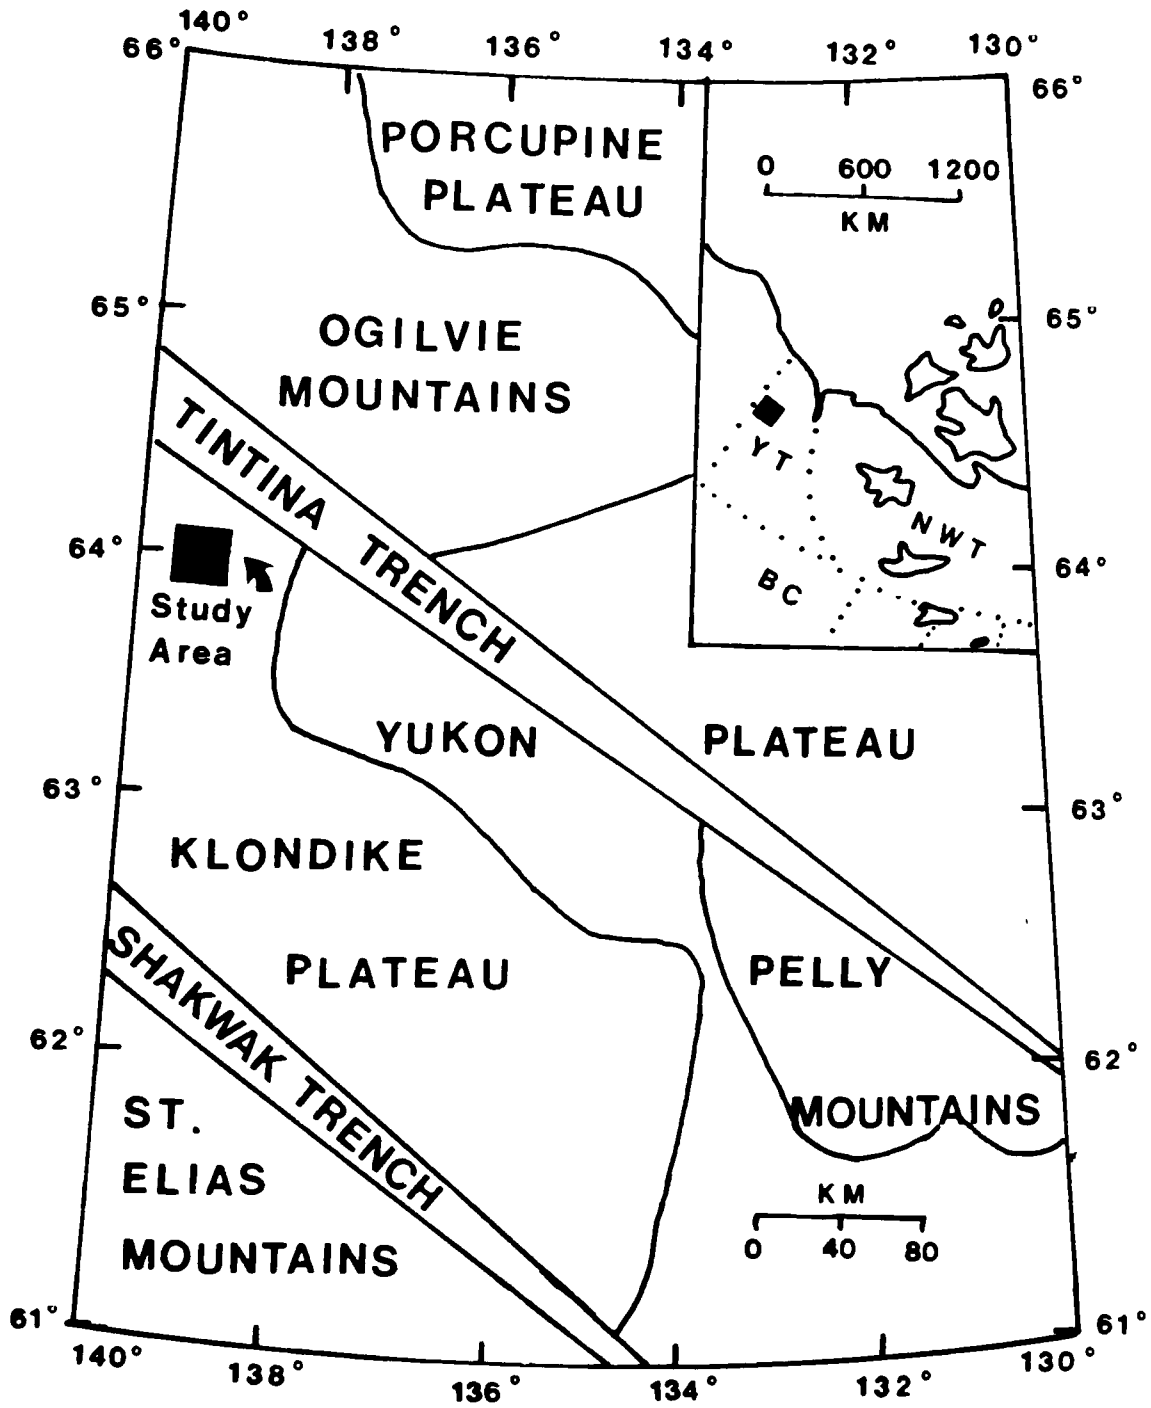 140°
138°
136°
134°
132°
130°
66°
66°
PORCUPINE
PLATEAU
0 600 1200
KM
65°
65°
OGILVIE
MOUNTAINS
TINTINA TRENCH
YT
NWT
BC
64°
64°
Study
Area
YUKON PLATEAU
63°
63°
KLONDIKE
PLATEAU
PELLY
MOUNTAINS
SHAKWAK TRENCH
62°
62°
ST.
ELIAS
MOUNTAINS
KM
0 40 80
61°
61°
140°
138°
136°
134°
132°
130°